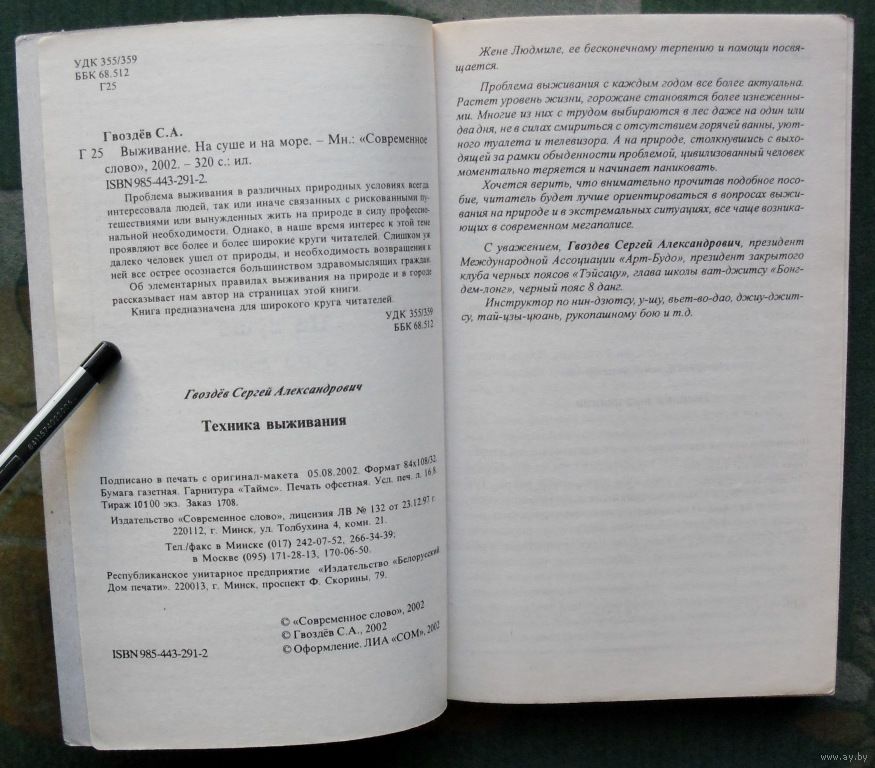 УДК 355/359
ББК 68.512
Г25
Гвоздёв С.А.
Г 25 Выживание. На суше и на море. – Мн.: «Современное
слово», 2002. – 320 с.: ил.
ISBN 985-443-291-2.
Проблема выживания в различных природных условиях всегда
интересовала людей, так или иначе связанных с рискованными пу-
тешествиями или вынужденных жить на природе в силу профессио-
нальной необходимости. Однако, в наше время интерес к этой теме
проявляют все более и более широкие круги читателей. Слишком уж
далеко человек ушел от природы, и необходимость возвращения к
ней все острее осознается большинством здравомыслящих граждан.
Об элементарных правилах выживания на природе и в городе
рассказывает нам автор на страницах этой книги.
Книга предназначена для широкого круга читателей.
УДК 355/359
ББК 68.512
Гвоздёв Сергей Александрович
Техника выживания
Подписано в печать с оригинал-макета 05.08.2002. Формат 84х108/32.
Бумага газетная. Гарнитура «Таймс». Печать офсетная. Усл. печ. л. 16,8.
Тираж 10100 экз. Заказ 1708.
Издательство «Современное слово», лицензия ЛВ № 132 от 23.12.97 г.
220112, г. Минск, ул. Толбухина 4, комн. 21.
Тел./факс в Минске (017) 242-07-52, 266-34-39;
в Москве (095) 171-28-13, 170-06-50.
Республиканское унитарное предприятие «Издательство «Белорусский
Дом печати». 220013, г. Минск, проспект Ф. Скорины, 79.
© «Современное слово», 2002
© Гвоздёв С.А., 2002
ISBN 985-443-291-2
© Оформление. ЛИА «СОМ», 2002
Жене Людмиле, ее бесконечному терпению и помощи посвя-
щается.
Проблема выживания с каждым годом все более актуальна.
Растет уровень жизни, горожане становятся более изнеженны-
ми. Многие из них с трудом выбираются в лес даже на один или
два дня, не в силах смириться с отсутствием горячей ванны, уют-
ного туалета и телевизора. А на природе, столкнувшись с выхо-
дящей за рамки обыденности проблемой, цивилизованный человек
моментально теряется и начинает паниковать.
Хочется верить, что внимательно прочитав подобное посо-
бие, читатель будет лучше ориентироваться в вопросах выжи-
вания на природе и в экстремальных ситуациях, все чаще возникаю-
щих в современном мегаполисе.
С уважением, Гвоздев Сергей Александрович, президент
Международной Ассоциации «Арт-Будо», президент закрытого
клуба черных поясов «Тэйсацу», глава школы ват-джитсу «Бонг-
дем-лонг», черный пояс 8 данг.
Инструктор по нин-дзютсу, у-шу, вьет-во-дао, джиу-джит-
су, тай-цзы-цюань, рукопашному бою и т.д.
www.ay.by